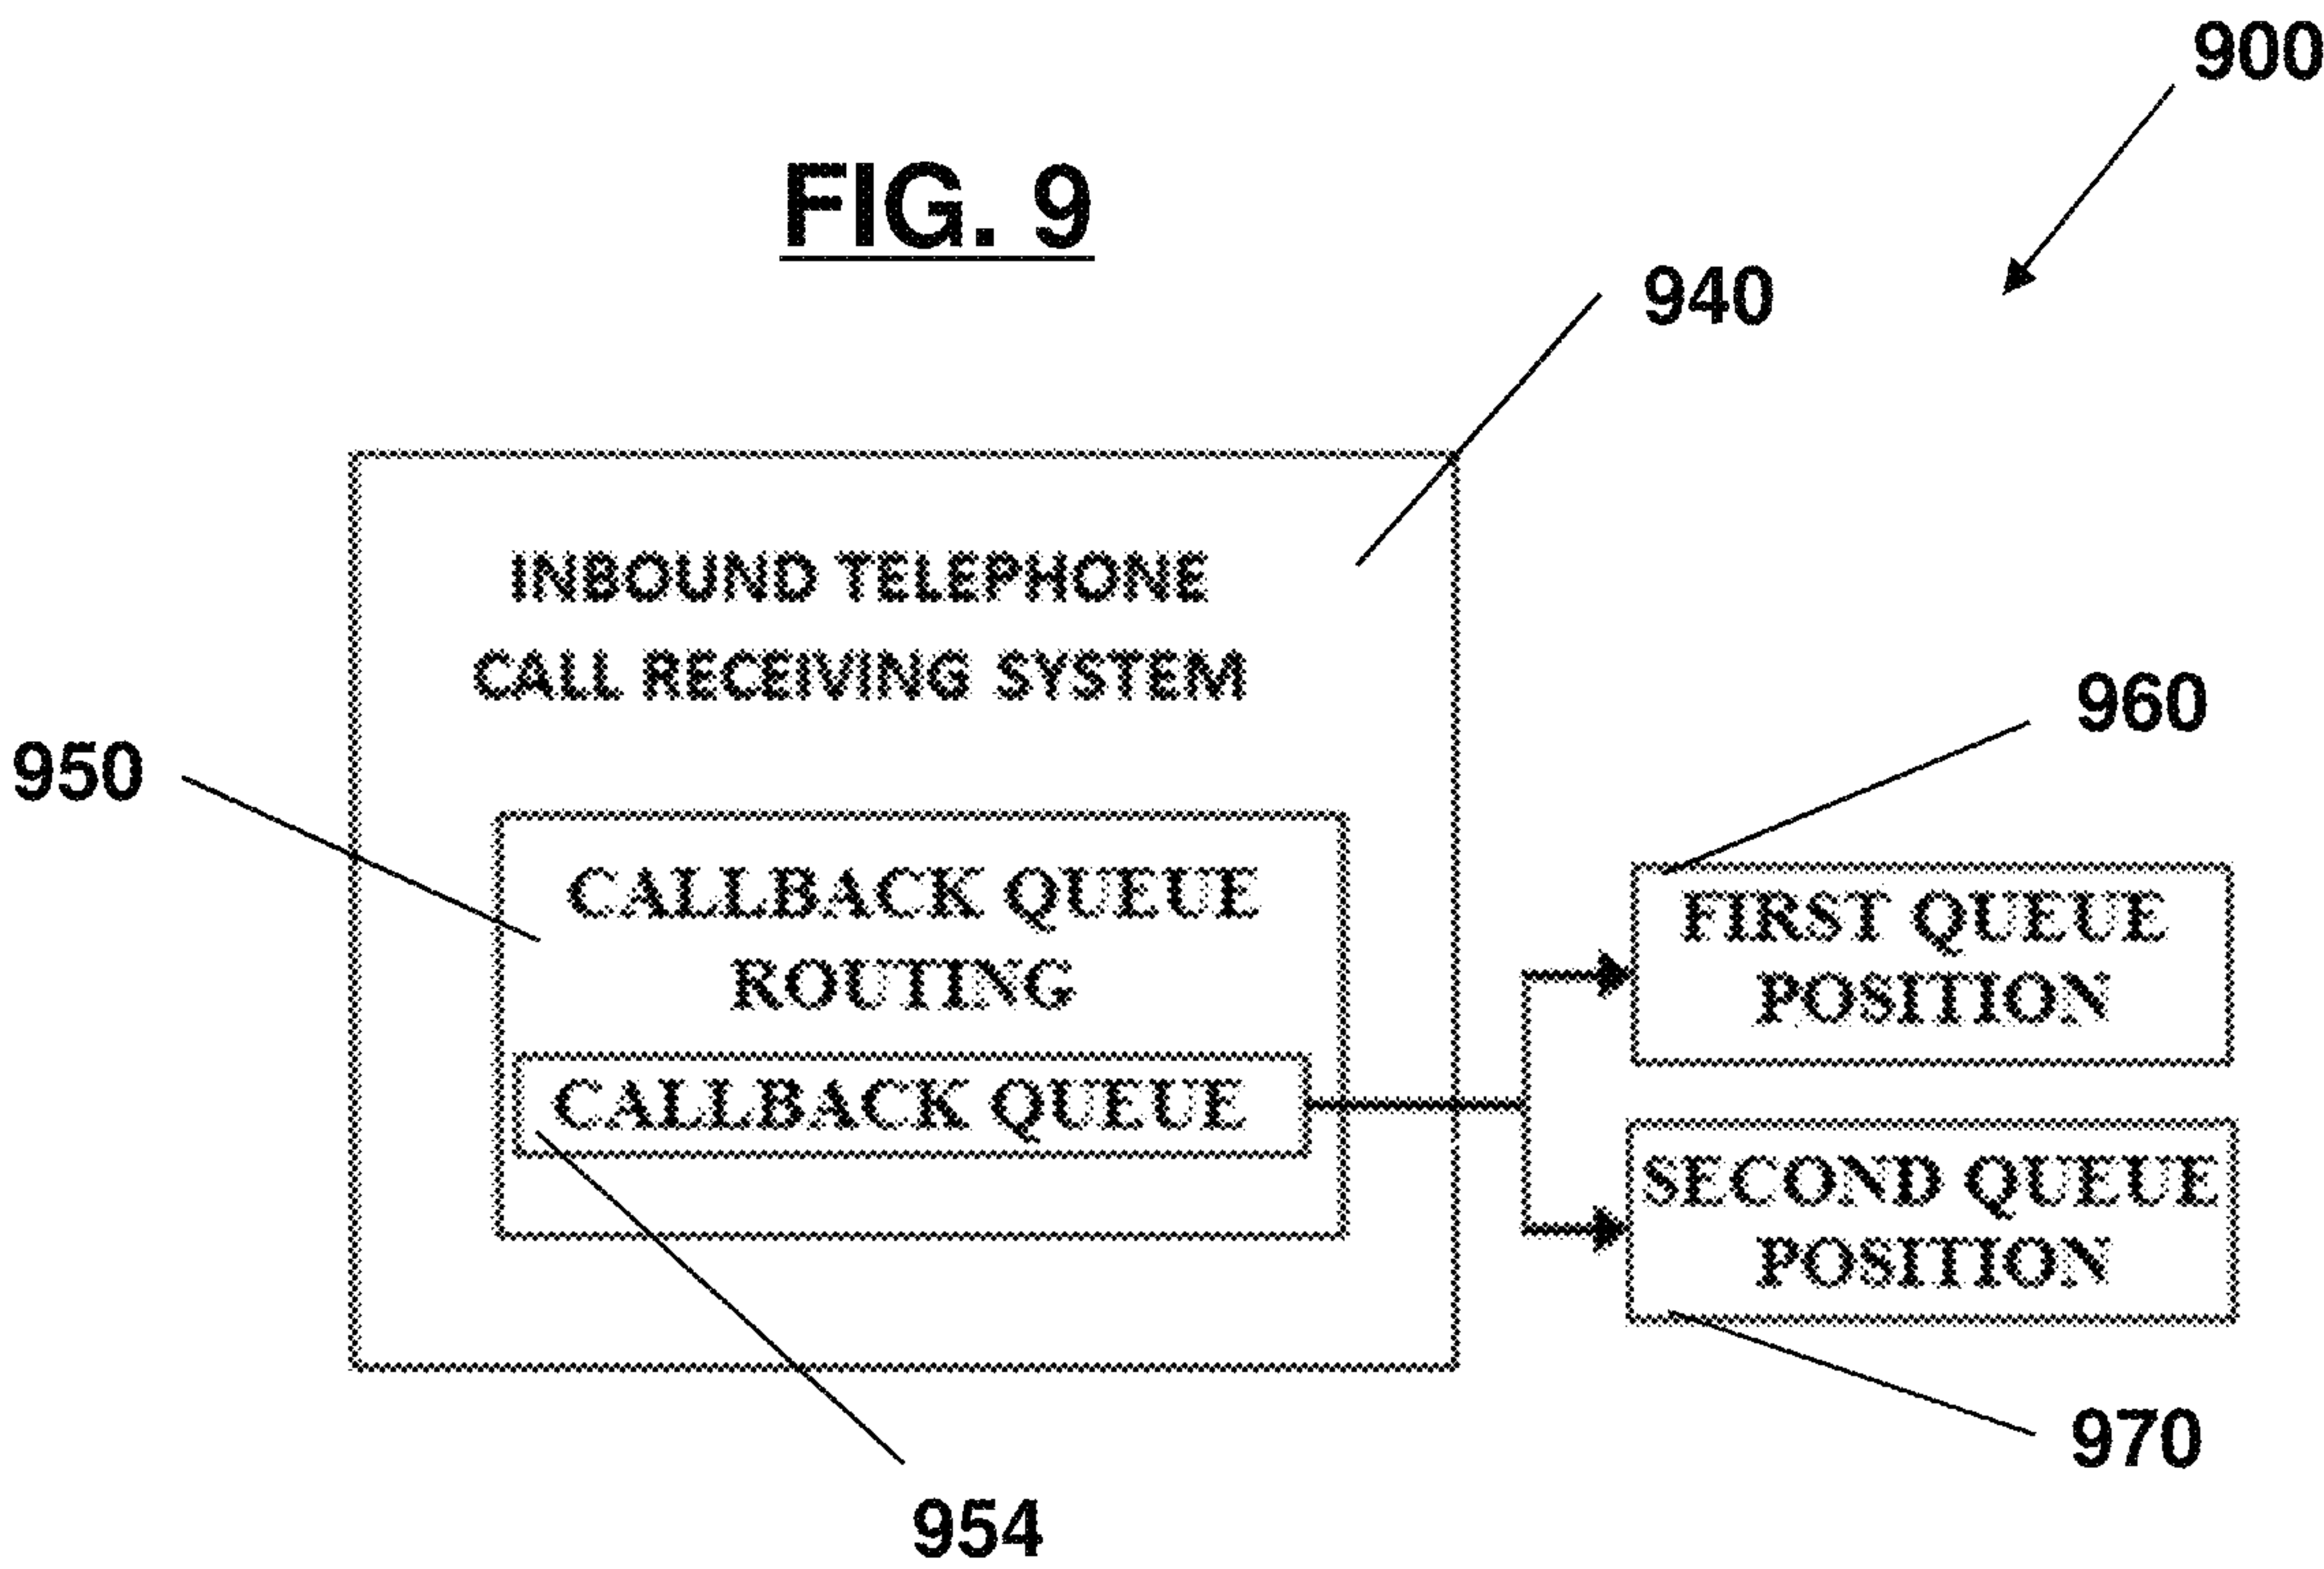 900
FIG. 9
940
INBOUND TELEPHONE
CALL RECEIVING SYSTEM
960
950
CALLBACK QUEUE
ROUTING
FIRST QUEUE
POSITION
CALLBACK QUEUE
SECOND QUEUE
POSITION
970
954